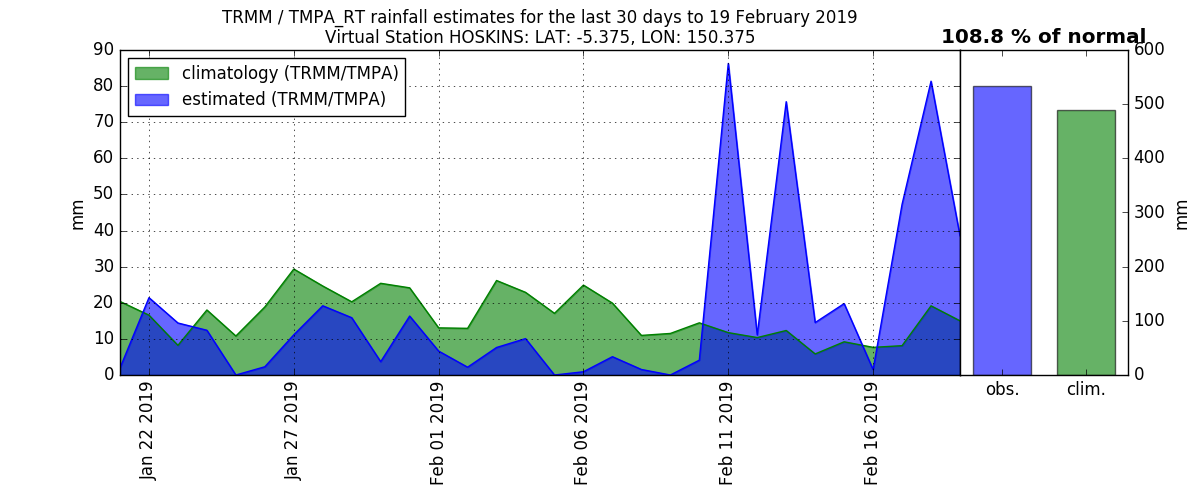 TRMM / TMPA_RT rainfall estimates for the last 30 days to 19 February 2019
Virtual Station HOSKINS: LAT: -5.375, LON: 150.375
108.8 % of normal
climatology (TRMM/TMPA)
estimated (TRMM/TMPA)
90
80
70
60
50
40
30
20
10
0
mm
Jan 22 2019
Jan 27 2019
Feb 01 2019
Feb 06 2019
Feb 11 2019
Feb 16 2019
600
500
400
300
200
100
0
mm
obs.
clim.